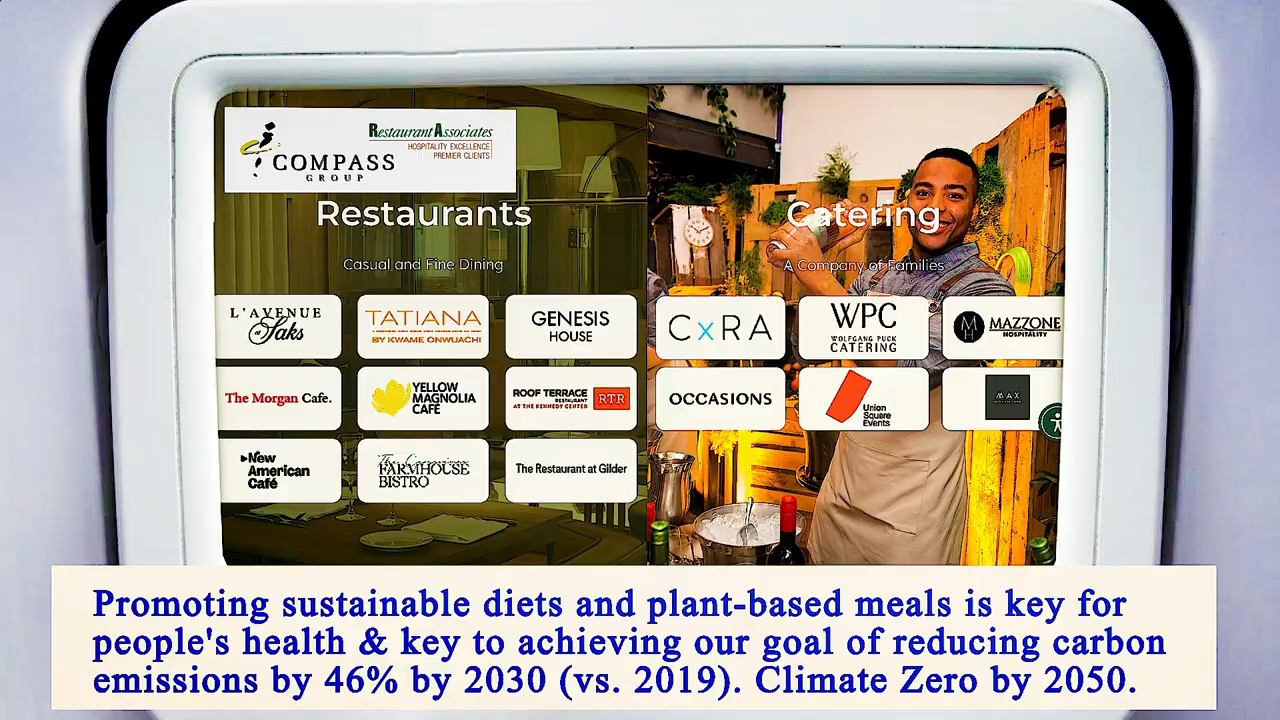 COMPASS
GROUP
Restaurant Associates
HOSPITALITY EXCELLENCE
PREMIER CLIENTS
Restaurants
Casual and Fine Dining
L'AVENUE
at Saks
TATIANA
BY KWAME ONWUACHI
GENESIS
HOUSE
The Morgan Cafe.
YELLOW
MAGNOLIA
CAFÉ
ROOF TERRACE
RESTAURANT
AT THE KENNEDY CENTER
RTR
New
American
Café
FARMHOUSE
BISTRO
The Restaurant at Gilder
Catering
A Company of Families
CxRA
WPC
WOLFGANG PUCK
CATERING
MH
MAZZONE
HOSPITALITY
OCCASIONS
Union
Square
Events
MAX
Promoting sustainable diets and plant-based meals is key for
people's health & key to achieving our goal of reducing carbon
emissions by 46% by 2030 (vs. 2019). Climate Zero by 2050.